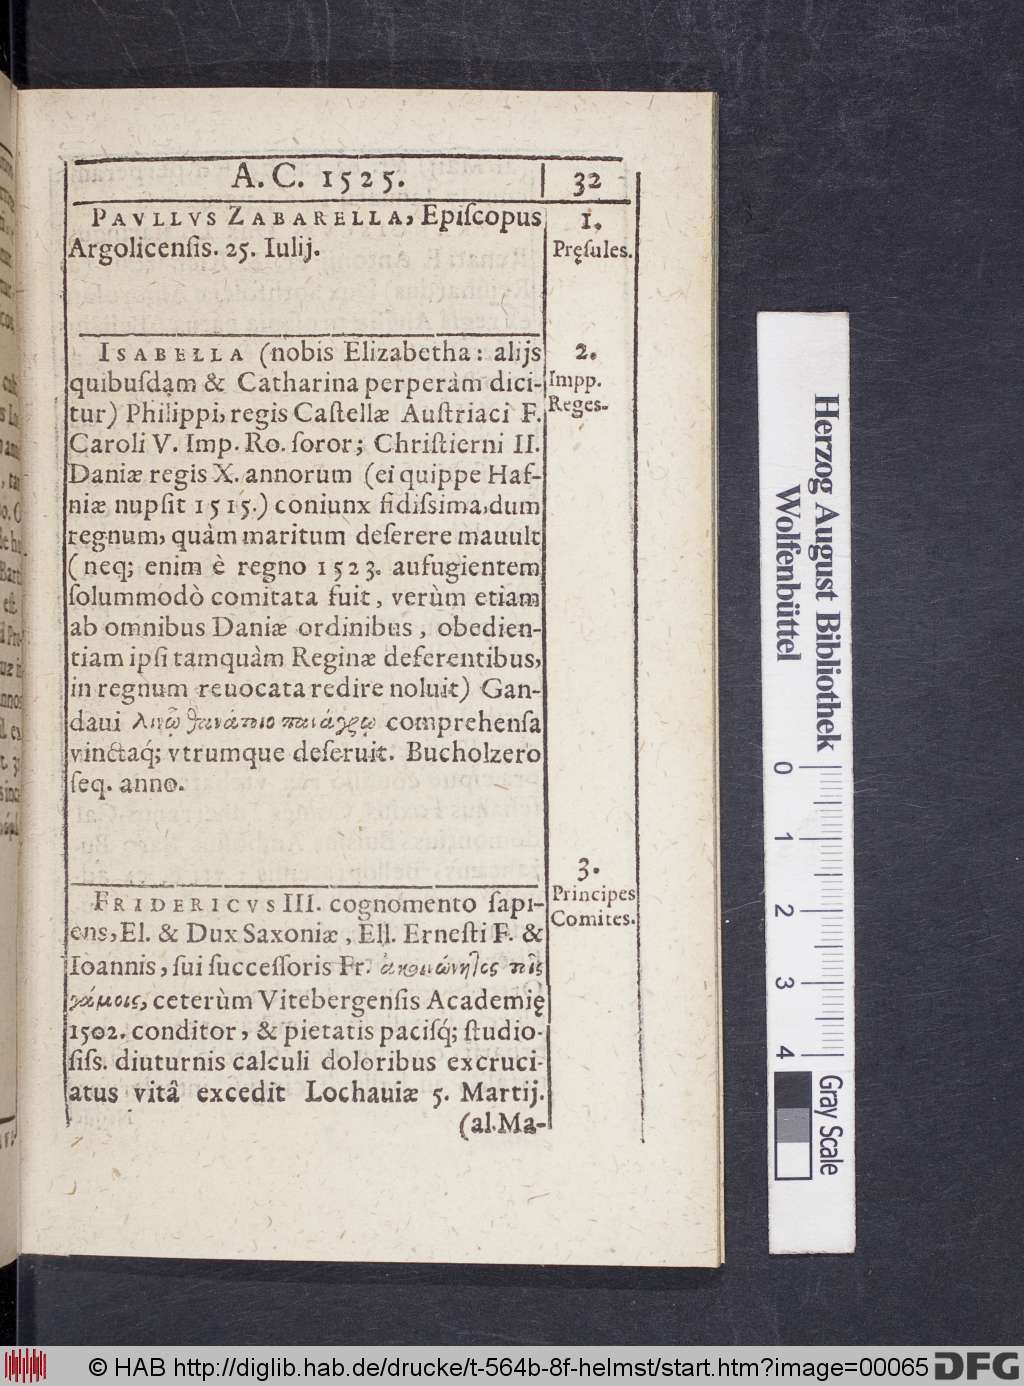 A. C. 1525.
32
PAVLLVS ZABARELLA, Epiſcopus
Argolicenſis. 25. Iulij.
1.
Pręſules.
ISABELLA (nobis Elizabetha: alijs
quibuſdam & Catharina perperàm dici-
tur) Philippi, regis Caſtellæ Auſtriaci F.
Caroli V. Imp. Ro. ſoror; Chriſtierni II.
Daniæ regis X. annorum (ei quippe Haf-
niæ nupſit 1515.) coniunx fidiſsima, dum
regnum, quàm maritum deſerere mauult
(neq; enim è regno 1523. aufugientem
ſolummodò comitata fuit, verùm etiam
ab omnibus Daniæ ordinibus, obedien-
tiam ipſi tamquàm Reginæ deferentibus,
in regnum reuocata redire noluit) Gan-
daui comprehenſa
vinctaq́; vtrumque deſeruit. Bucholzero
ſeq. anno.
2.
Impp.
Reges.
FRIDERICVS III. cognomento ſapi-
ens, El. & Dux Saxoniæ, Ell. Erneſti F. &
Ioannis, ſui ſucceſſoris Fr.
γάμοις, ceterùm Vitebergenſis Academię
1502. conditor, & pietatis paciſq́; ſtudio-
ſiſs. diuturnis calculi doloribus excruci-
atus vitâ excedit Lochauiæ 5. Martij.
(al. Ma-
3.
Principes
Comites.
Herzog August Bibliothek
Wolfenbüttel
0 1 2 3 4
Gray Scale
© HAB http://diglib.hab.de/drucke/t-564b-8f-helmst/start.htm?image=00065
DFG